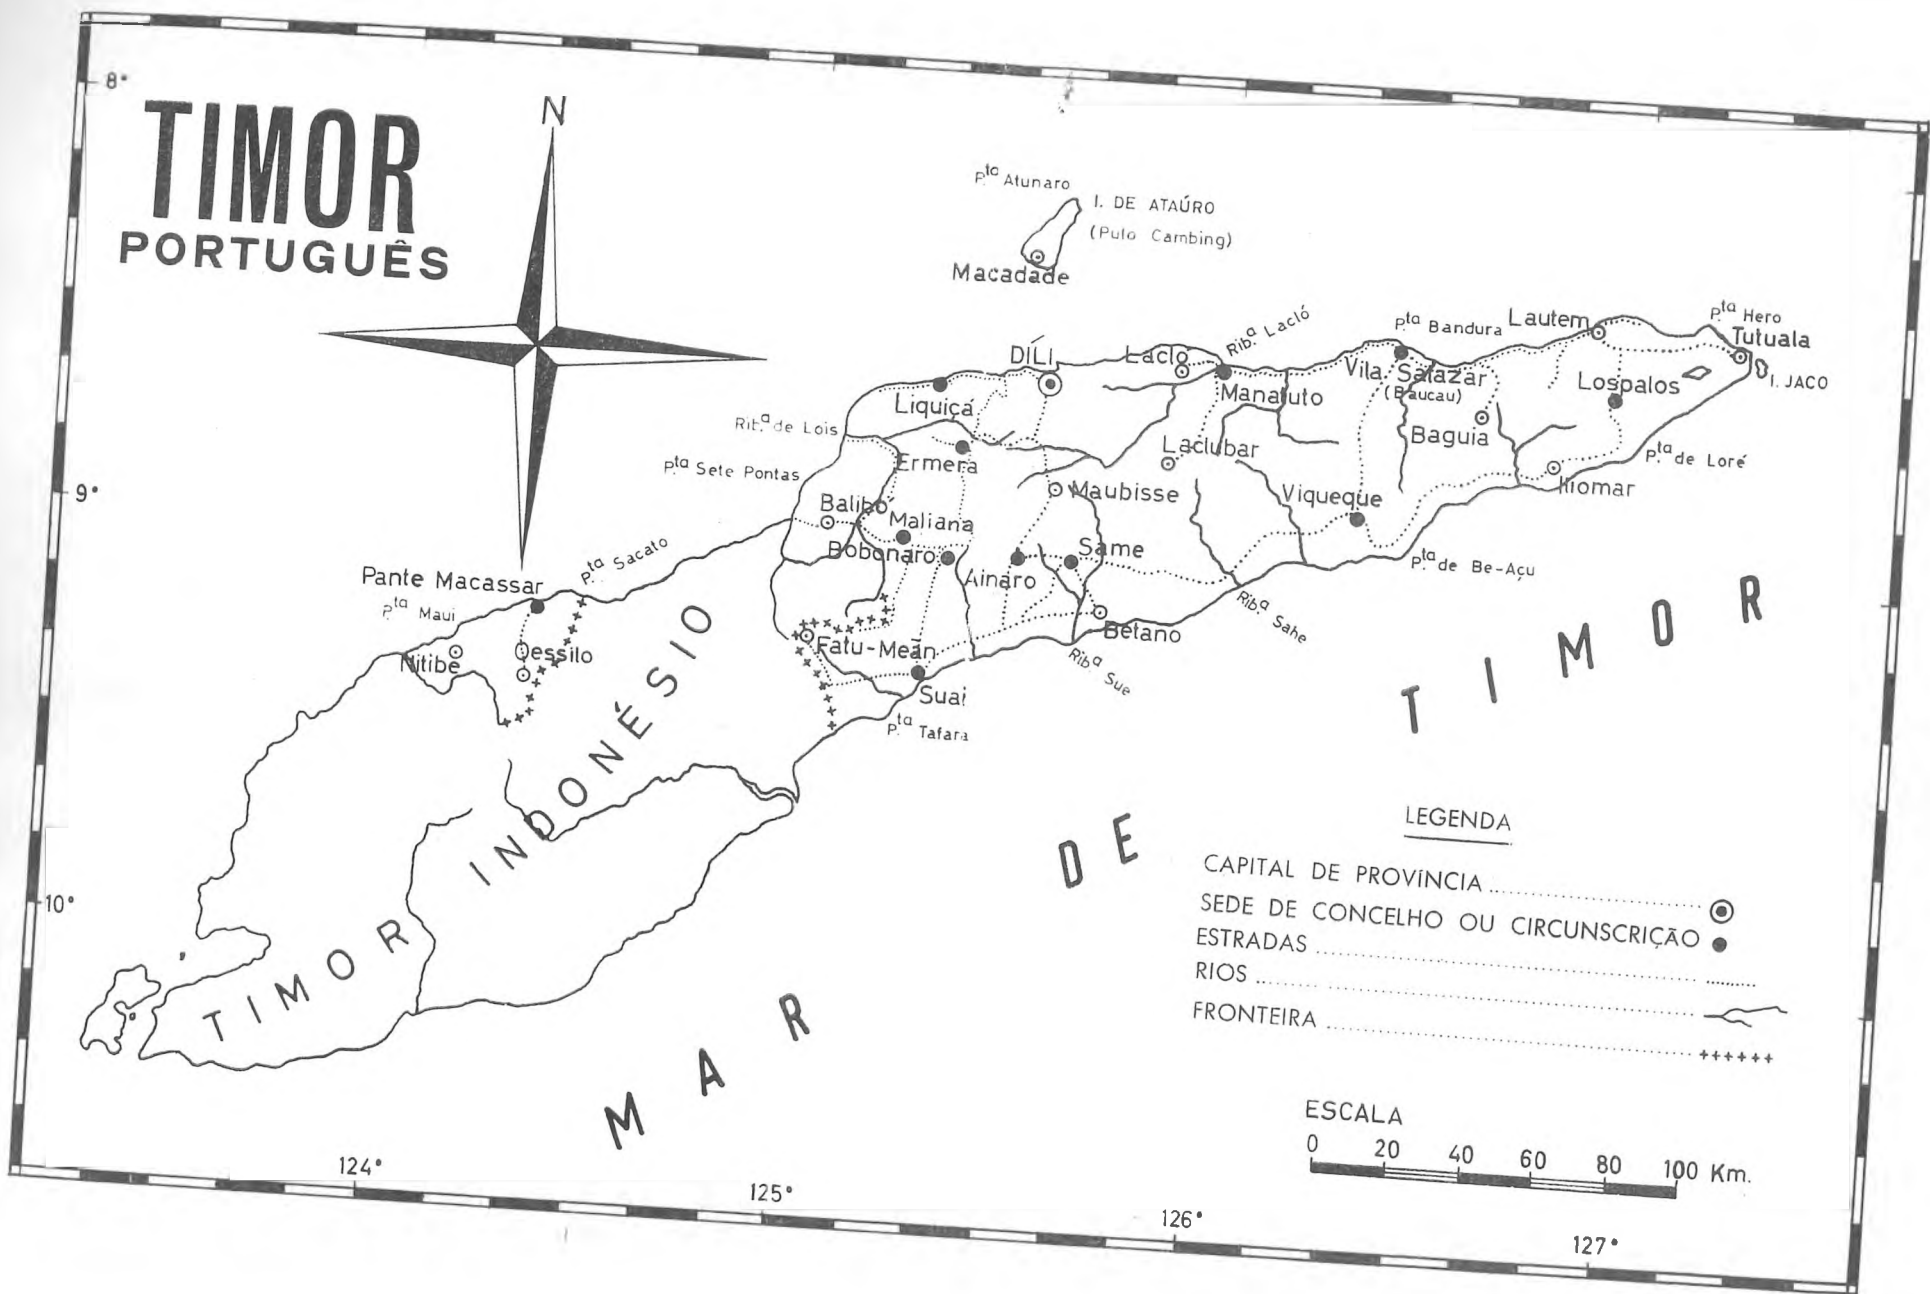 TIMOR
PORTUGUÊS
N
8°
9°
10°
124°
125°
126°
127°
P.ta Atunaro
I. DE ATAÚRO
(Pulo Cambing)
Macadade
DÍLI
Laclo
Rib.a Lacló
Manatuto
P.ta Bandura
Vila Salazar
(Baucau)
Lautem
P.ta Hero
Tutuala
I. JACO
Lospalos
Baguia
P.ta de Loré
Iliomar
Liquiçá
Rib.a de Lois
Ermera
Laclubar
P.ta Sete Pontas
Maubisse
Viqueque
Balibó
Maliana
Bobonaro
Ainaro
Same
P.ta de Be-Açu
Rib.a Sahe
Betano
Rib.a Sue
Fatu-Meán
Suai
P.ta Tafara
Pante Macassar
P.ta Sacato
P.ta Maui
Nitibe
Oessilo
TIMOR INDONÉSIO
MAR DE TIMOR
LEGENDA
CAPITAL DE PROVÍNCIA
SEDE DE CONCELHO OU CIRCUNSCRIÇÃO
ESTRADAS
RIOS
FRONTEIRA
ESCALA
0 20 40 60 80 100 Km.